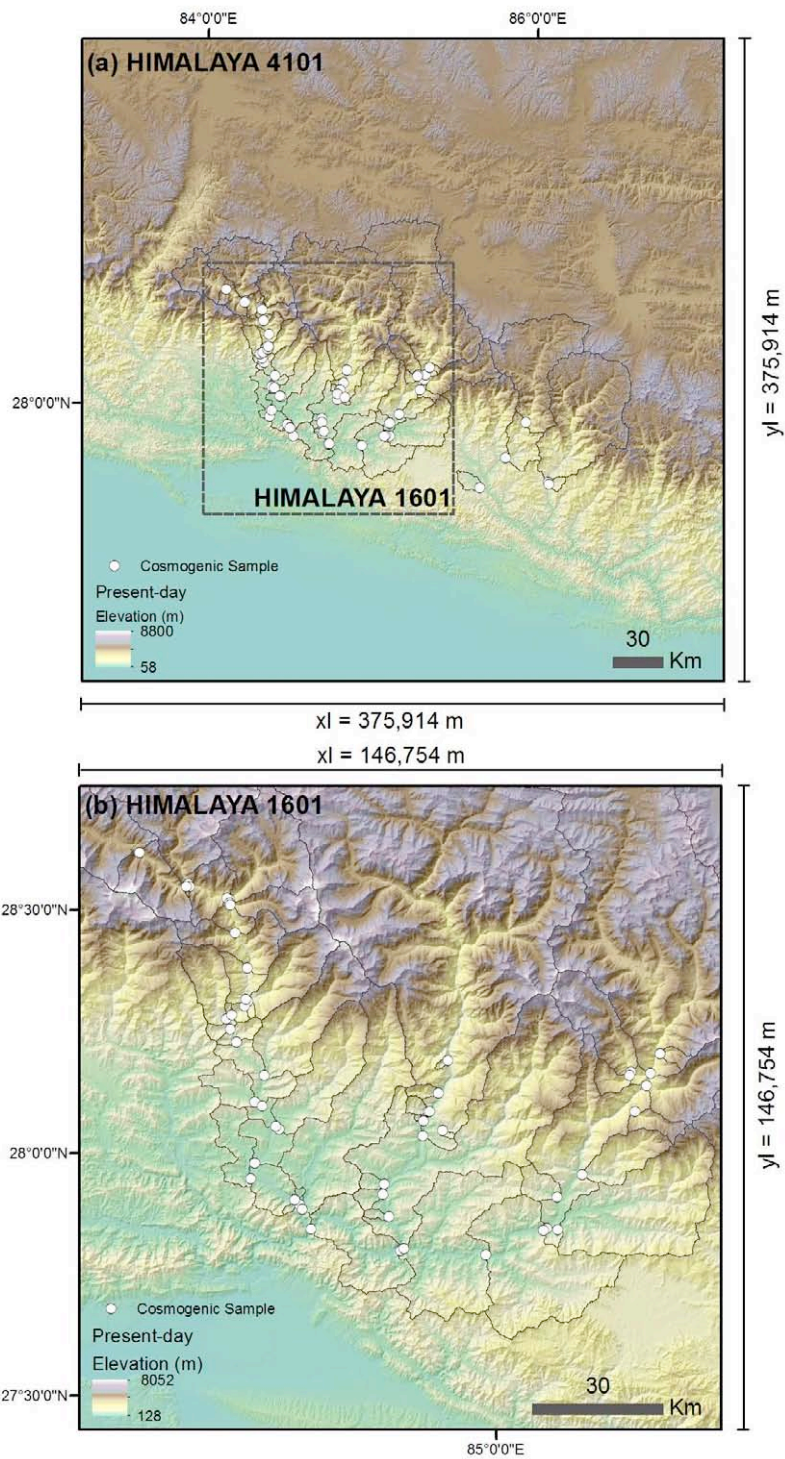 84°0'0"E
86°0'0"E
(a) HIMALAYA 4101
28°0'0"N
HIMALAYA 1601
Cosmogenic Sample
Present-day
Elevation (m)
8800
58
30
Km
yl = 375,914 m
xl = 375,914 m
xl = 146,754 m
(b) HIMALAYA 1601
28°30'0"N
28°0'0"N
Cosmogenic Sample
Present-day
Elevation (m)
8052
128
30
Km
27°30'0"N
85°0'0"E
yl = 146,754 m